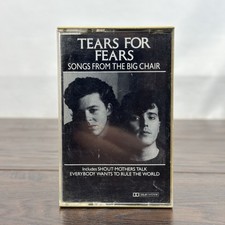 TEARS FOR
FEARS
SONGS FROM THE BIG CHAIR
Includes SHOUT MOTHERS TALK
EVERYBODY WANTS TO RULE THE WORLD